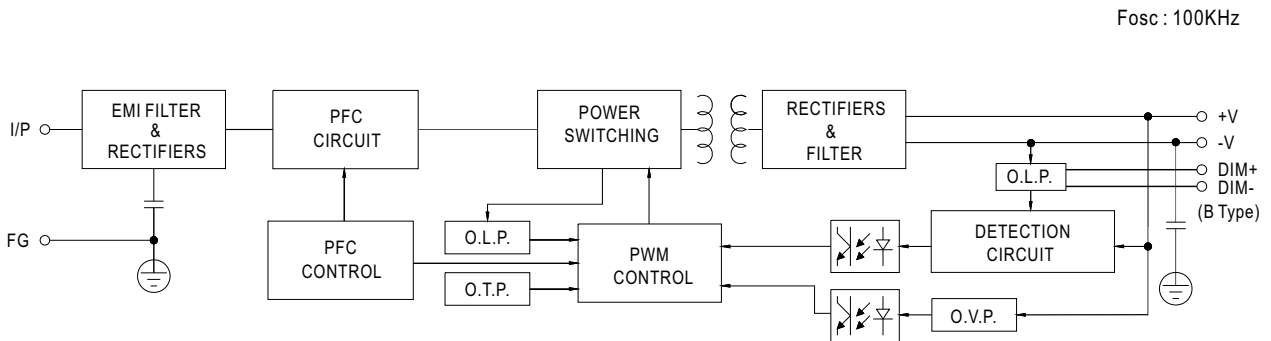 Fosc : 100KHz
I/P
EMI FILTER
&
RECTIFIERS
PFC
CIRCUIT
POWER
SWITCHING
RECTIFIERS
&
FILTER
+V
-V
DIM+
DIM-
(B Type)
O.L.P.
FG
PFC
CONTROL
O.L.P.
O.T.P.
PWM
CONTROL
DETECTION
CIRCUIT
O.V.P.